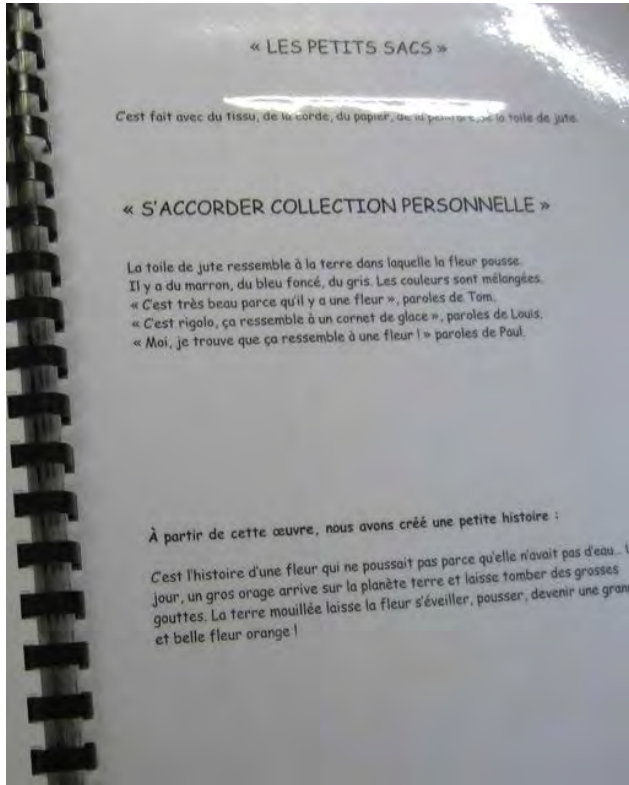 « LES PETITS SACS »
C'est fait avec du tissu, de la corde, du papier, de la peinture, de la toile de jute.
« S'ACCORDER COLLECTION PERSONNELLE »
La toile de jute ressemble à la terre dans laquelle la fleur pousse.
Il y a du marron, du bleu foncé, du gris. Les couleurs sont mélangées.
« C'est très beau parce qu'il y a une fleur », paroles de Tom.
« C'est rigolo, ça ressemble à un cornet de glace », paroles de Louis.
« Moi, je trouve que ça ressemble à une fleur ! » paroles de Paul.
À partir de cette œuvre, nous avons créé une petite histoire :
C'est l'histoire d'une fleur qui ne poussait pas parce qu'elle n'avait pas d'eau...
jour, un gros orage arrive sur la planète terre et laisse tomber des grosses
gouttes. La terre mouillée laisse la fleur s'éveiller, pousser, devenir une
et belle fleur orange !